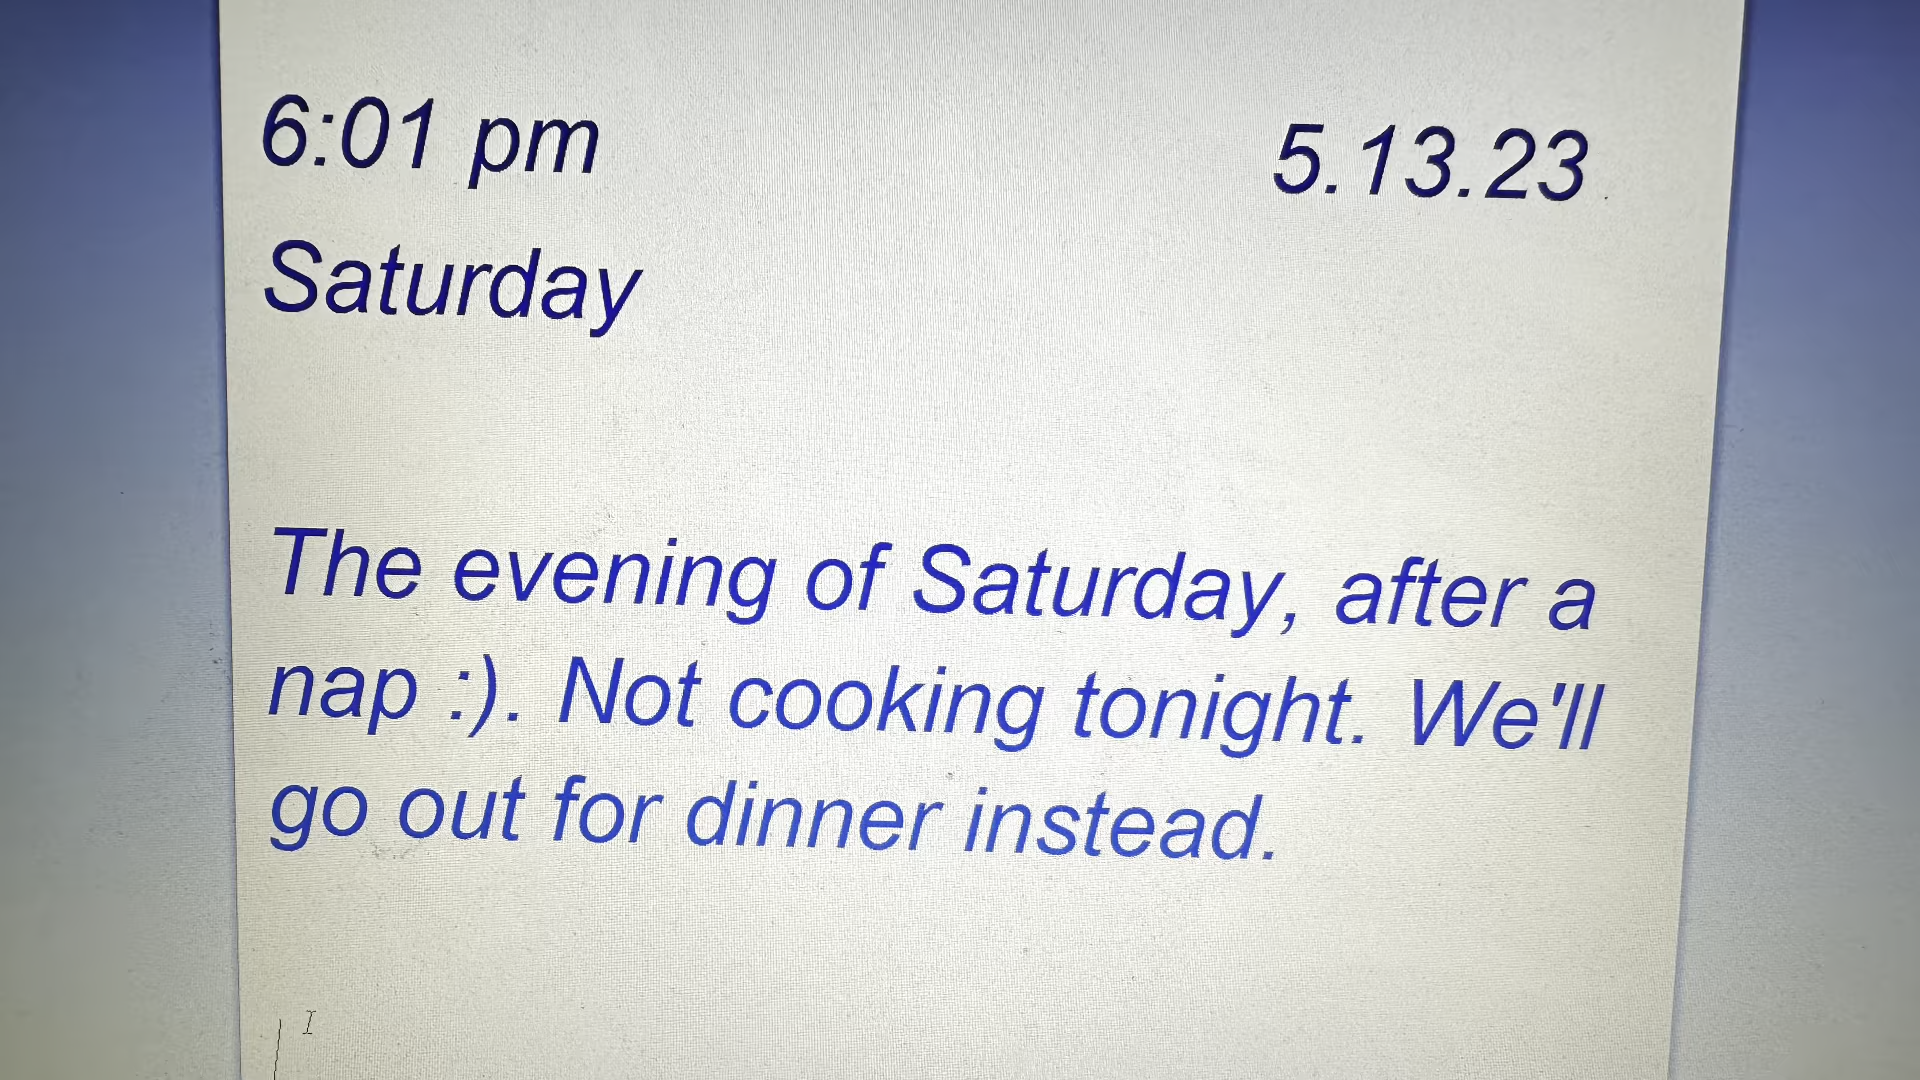 6:01 pm 5.13.23
Saturday
The evening of Saturday, after a
nap :). Not cooking tonight. We'll
go out for dinner instead.